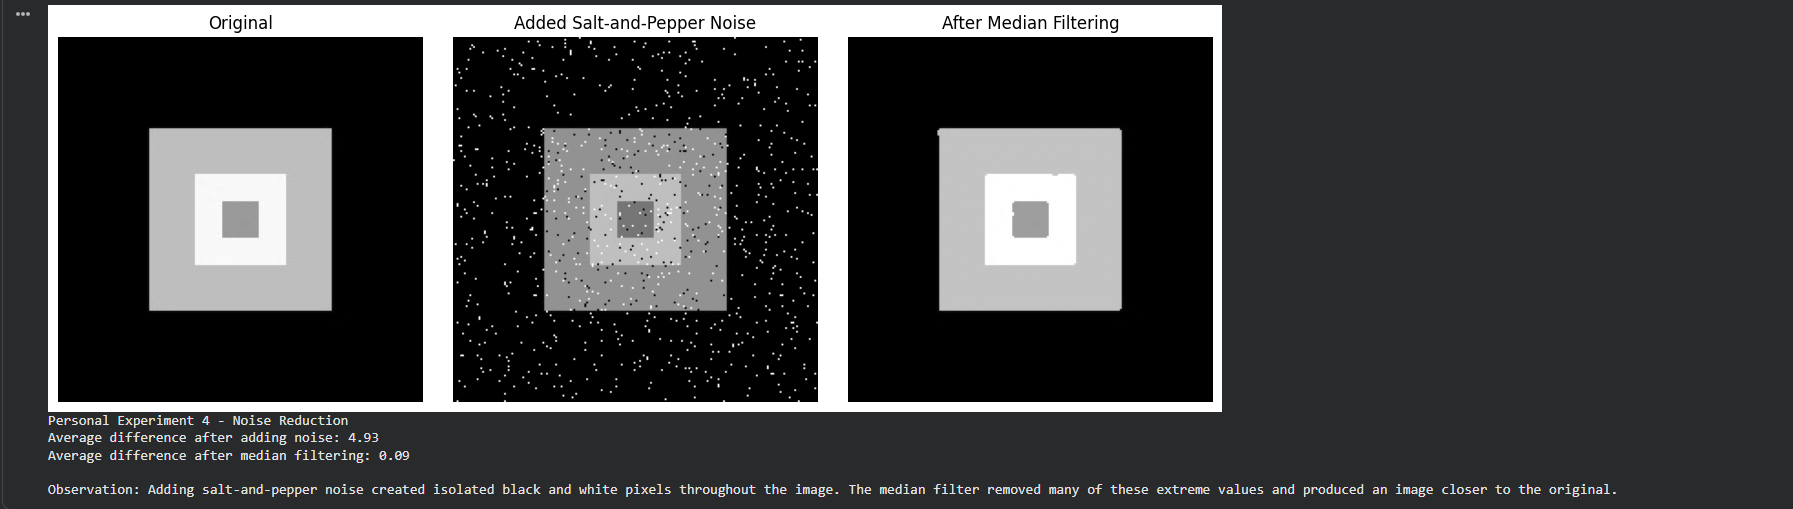 Original
Added Salt-and-Pepper Noise
After Median Filtering
Personal Experiment 4 - Noise Reduction
Average difference after adding noise: 4.93
Average difference after median filtering: 0.09
Observation: Adding salt-and-pepper noise created isolated black and white pixels throughout the image. The median filter removed many of these extreme values and produced an image closer to the original.